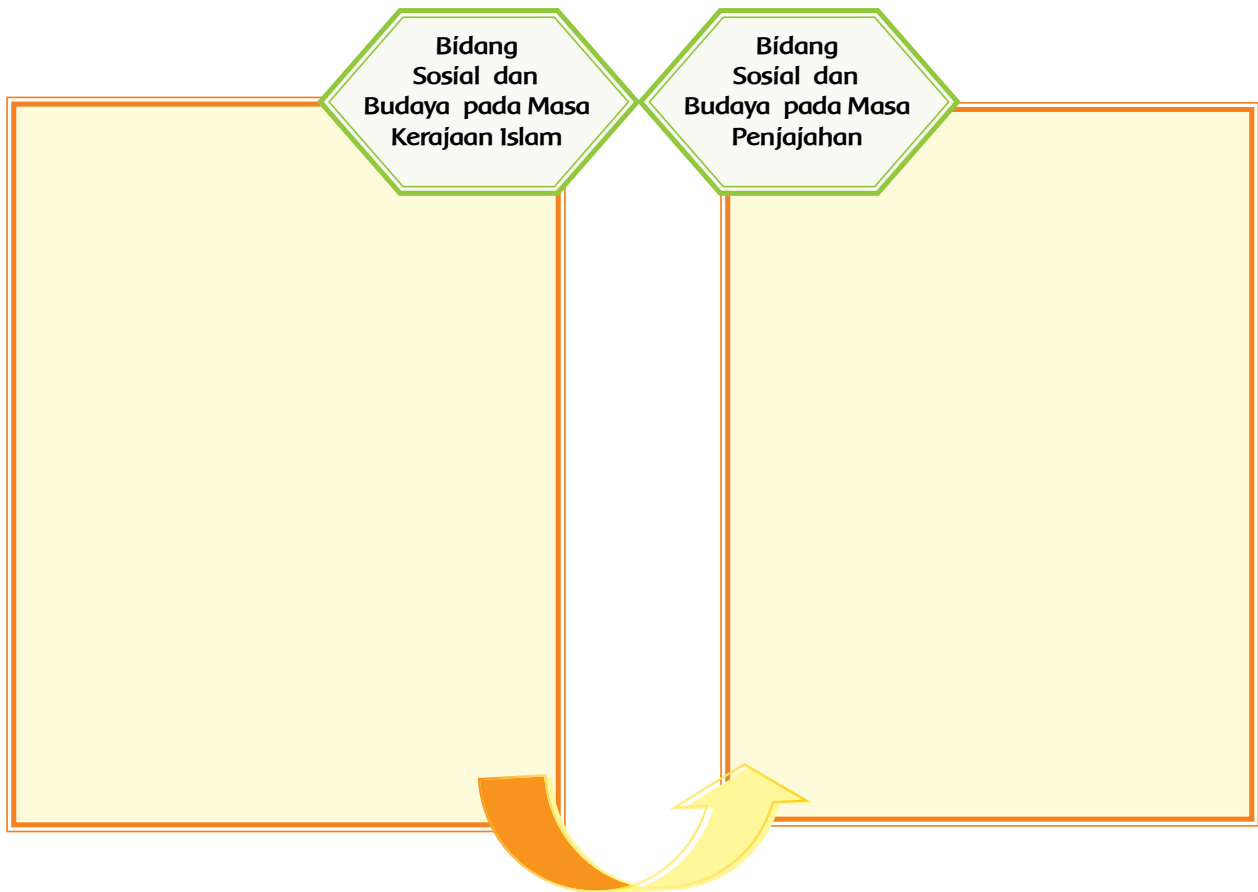 Bidang
Sosial dan
Budaya pada Masa
Kerajaan Islam
Bidang
Sosial dan
Budaya pada Masa
Penjajahan